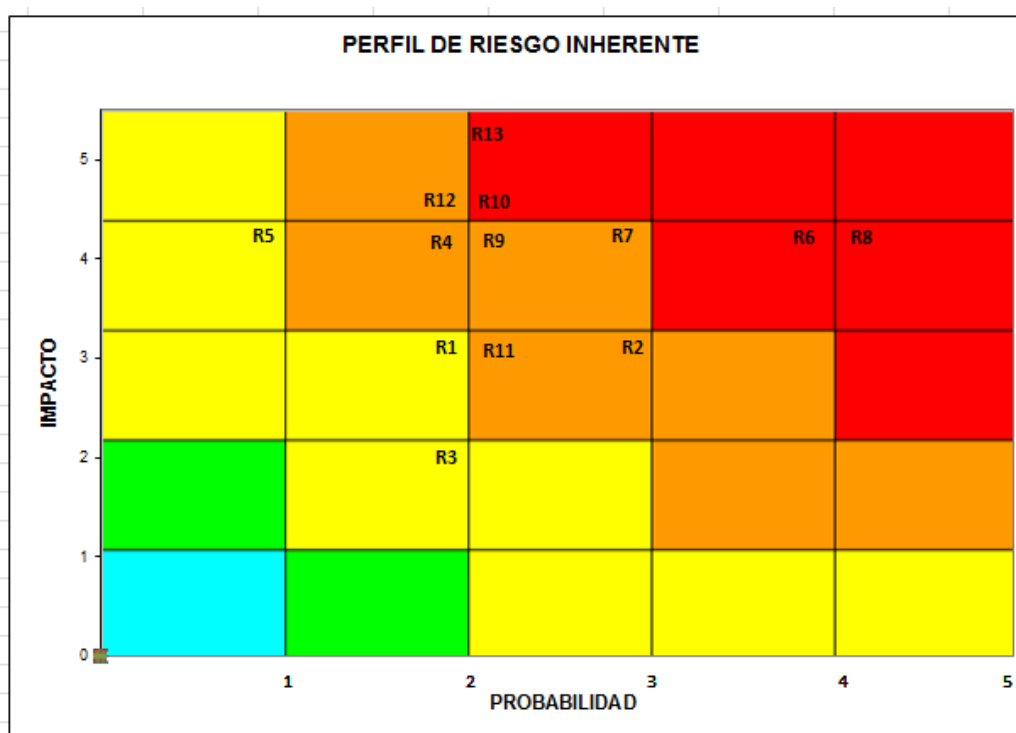 PERFIL DE RIESGO INHERENTE
5
R13
R12
R10
R5
R4
R9
R7
R6
R8
4
IMPACTO
3
R1
R11
R2
2
R3
1
0
1
2
3
4
5
PROBABILIDAD